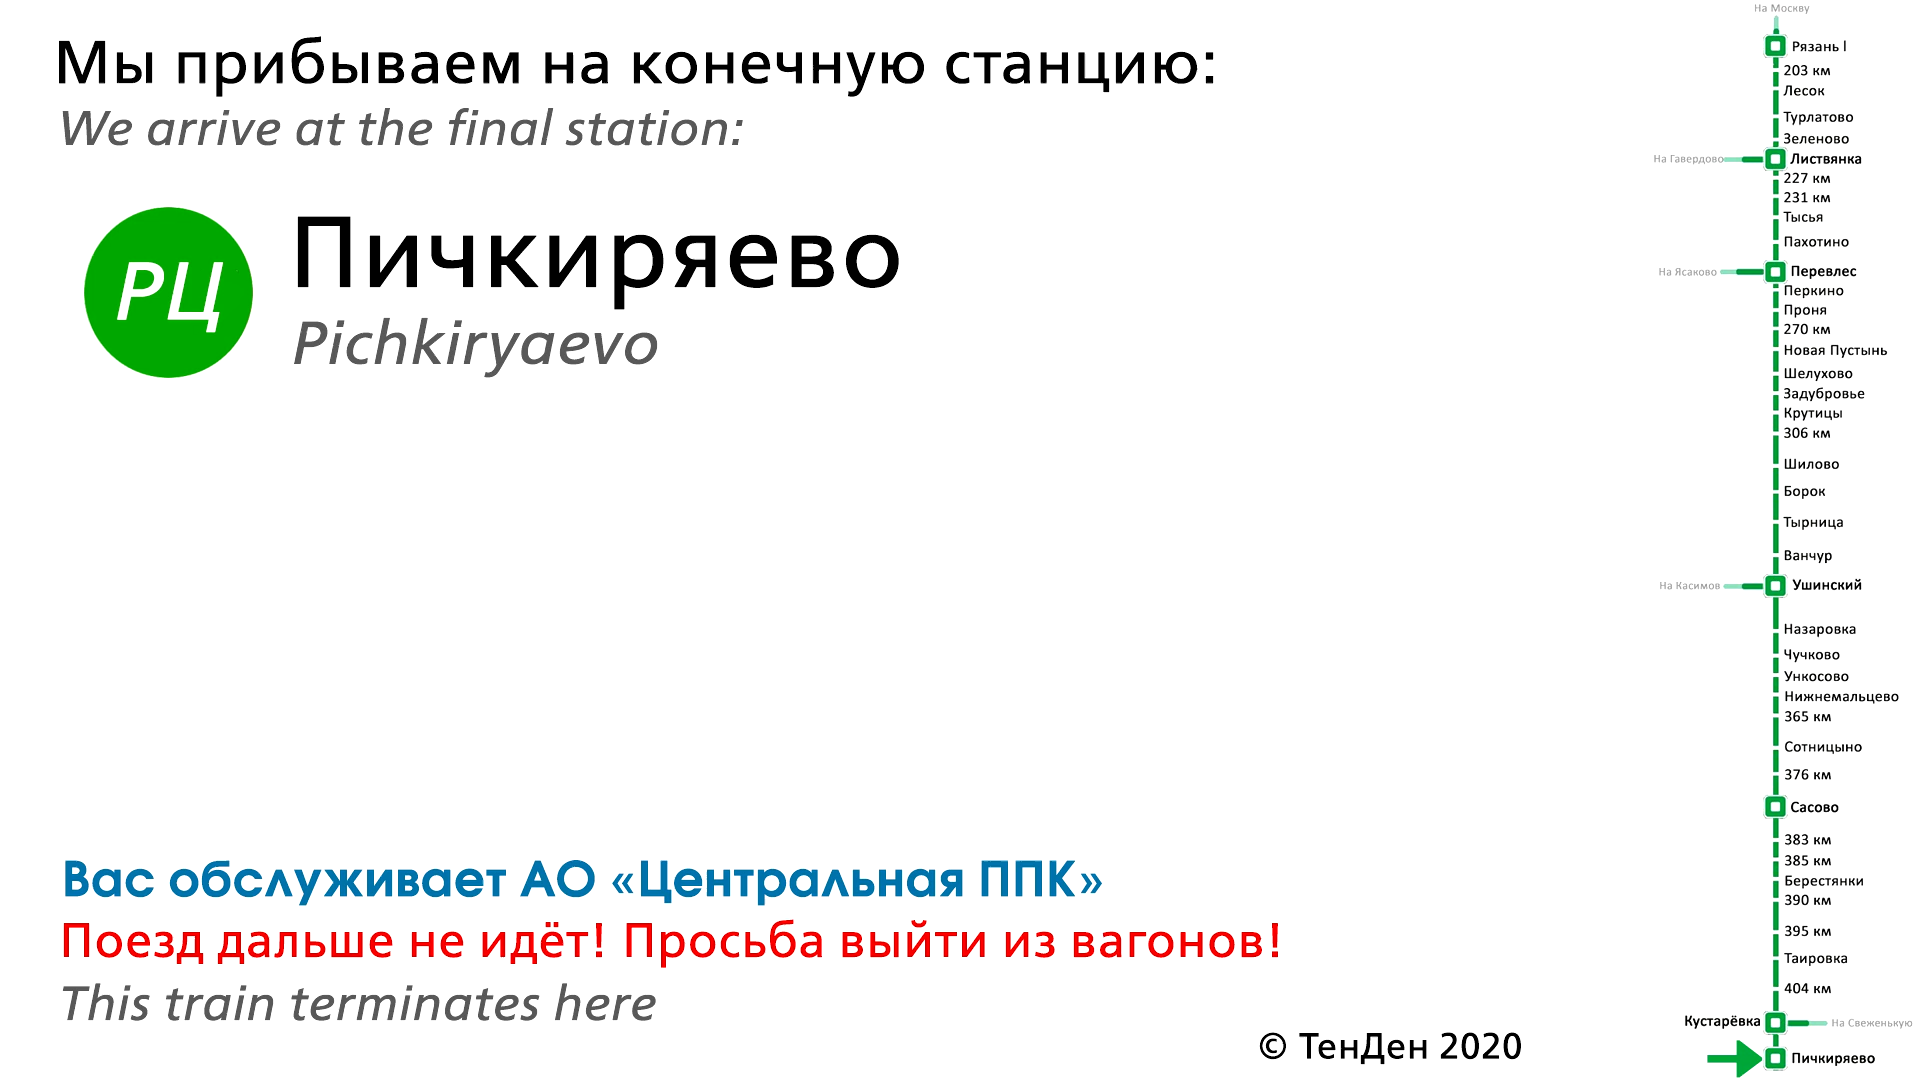 Мы прибываем на конечную станцию:
We arrive at the final station:
РЦ
Пичкиряево
Pichkiryaevo
Вас обслуживает АО «Центральная ППК»
Поезд дальше не идёт! Просьба выйти из вагонов!
This train terminates here
© ТенДен 2020
На Москву
Рязань I
203 км
Лесок
Турлатово
Зеленово
На Гавердово
Листвянка
227 км
231 км
Тысья
Пахотино
На Ясаково
Перевлес
Перкино
Проня
270 км
Новая Пустынь
Шелухово
Задубровье
Крутицы
306 км
Шилово
Борок
Тырница
Ванчур
На Касимов
Ушинский
Назаровка
Чучково
Ункосово
Нижнемальцево
365 км
Сотницыно
376 км
Сасово
383 км
385 км
Берестянки
390 км
395 км
Таировка
404 км
Кустарёвка
На Свеженькую
Пичкиряево